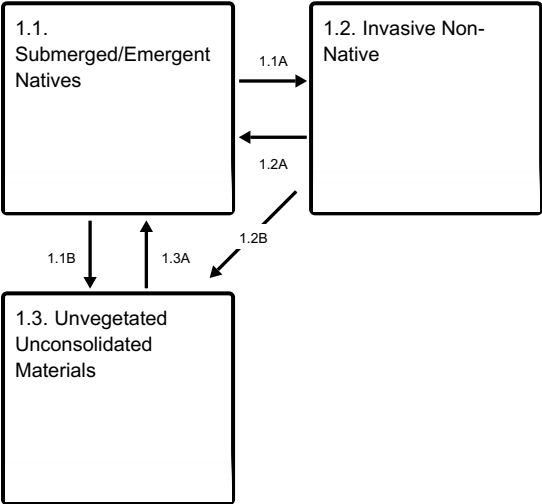 1.1.
Submerged/Emergent
Natives
1.2. Invasive Non-
Native
1.1A
1.2A
1.2B
1.1B
1.3A
1.3. Unvegetated
Unconsolidated
Materials